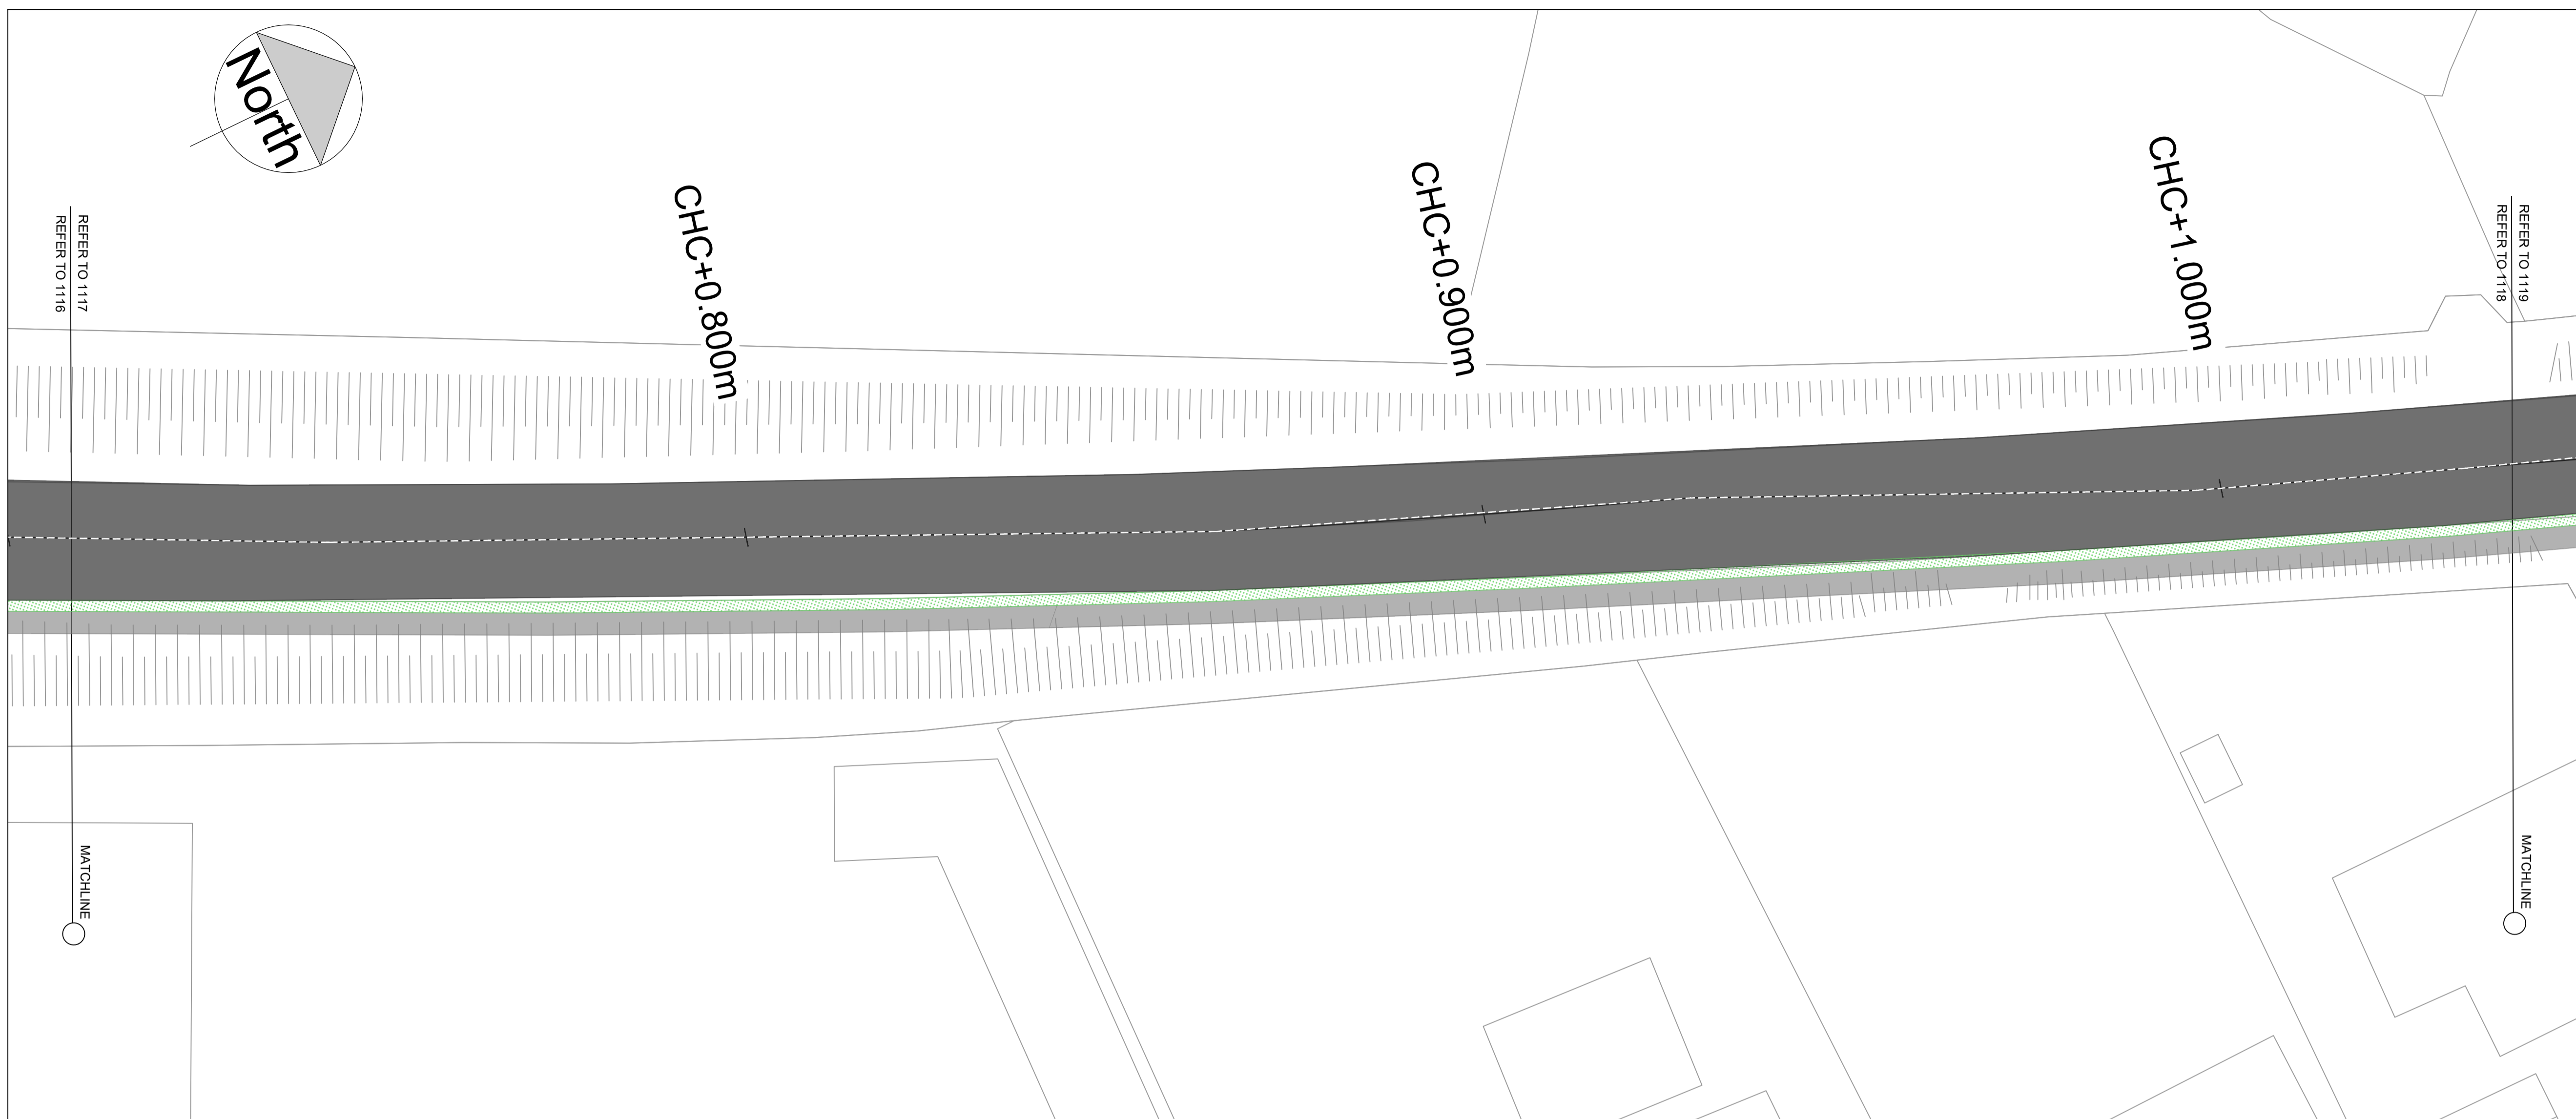 North
REFER TO 1117
REFER TO 1116
CHC+0.800m
CHC+0.900m
CHC+1.000m
REFER TO 1119
REFER TO 1118
MATCHLINE
MATCHLINE